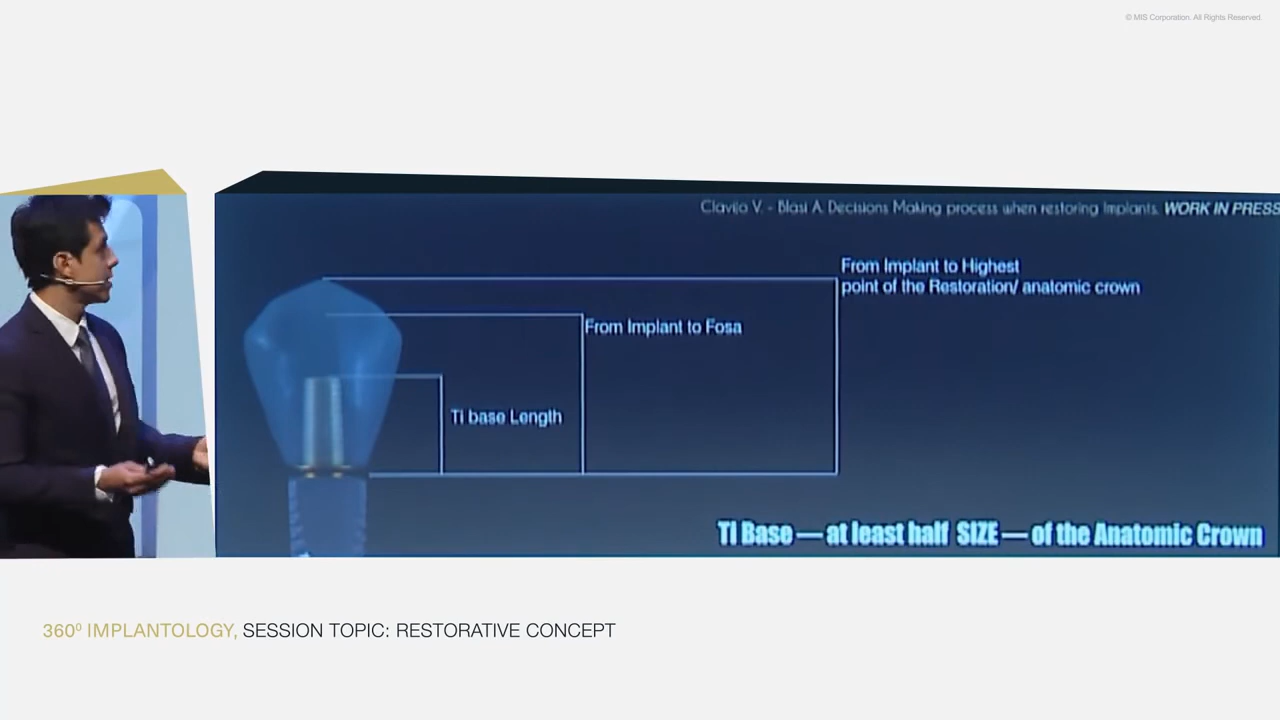 © MIS Corporation. All Rights Reserved.
Clavijo V. - Blasi A. Decisions Making process when restoring Implants. WORK IN PRESS
From Implant to Highest
point of the Restoration/ anatomic crown
From Implant to Fosa
Ti base Length
Ti Base — at least half SIZE — of the Anatomic Crown
360⁰ IMPLANTOLOGY, SESSION TOPIC: RESTORATIVE CONCEPT